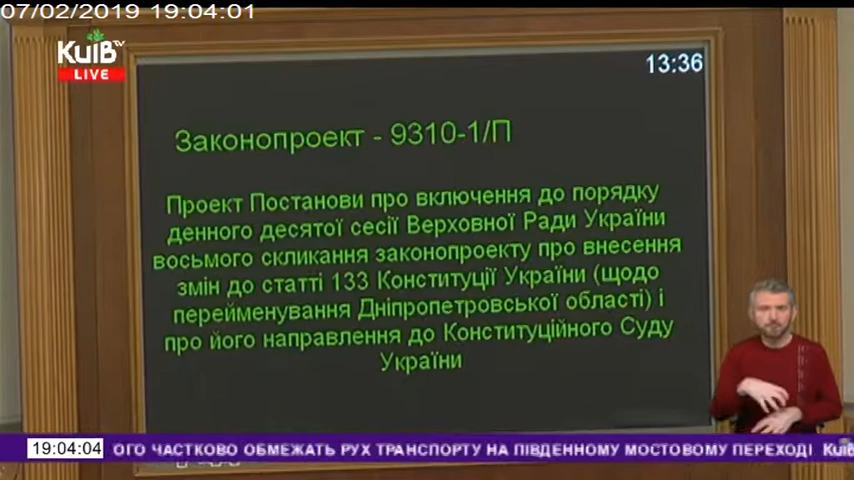 07/02/2019 19:04:01
КиїВ TV
LIVE
13:36
Законопроект - 9310-1/П
Проект Постанови про включення до порядку
денного десятої сесії Верховної Ради України
восьмого скликання законопроекту про внесення
змін до статті 133 Конституції України (щодо
перейменування Дніпропетровської області) і
про його направлення до Конституційного Суду
України
19:04:04 ОГО ЧАСТКОВО ОБМЕЖАТЬ РУХ ТРАНСПОРТУ НА ПІВДЕННОМУ МОСТОВОМУ ПЕРЕХОДІ